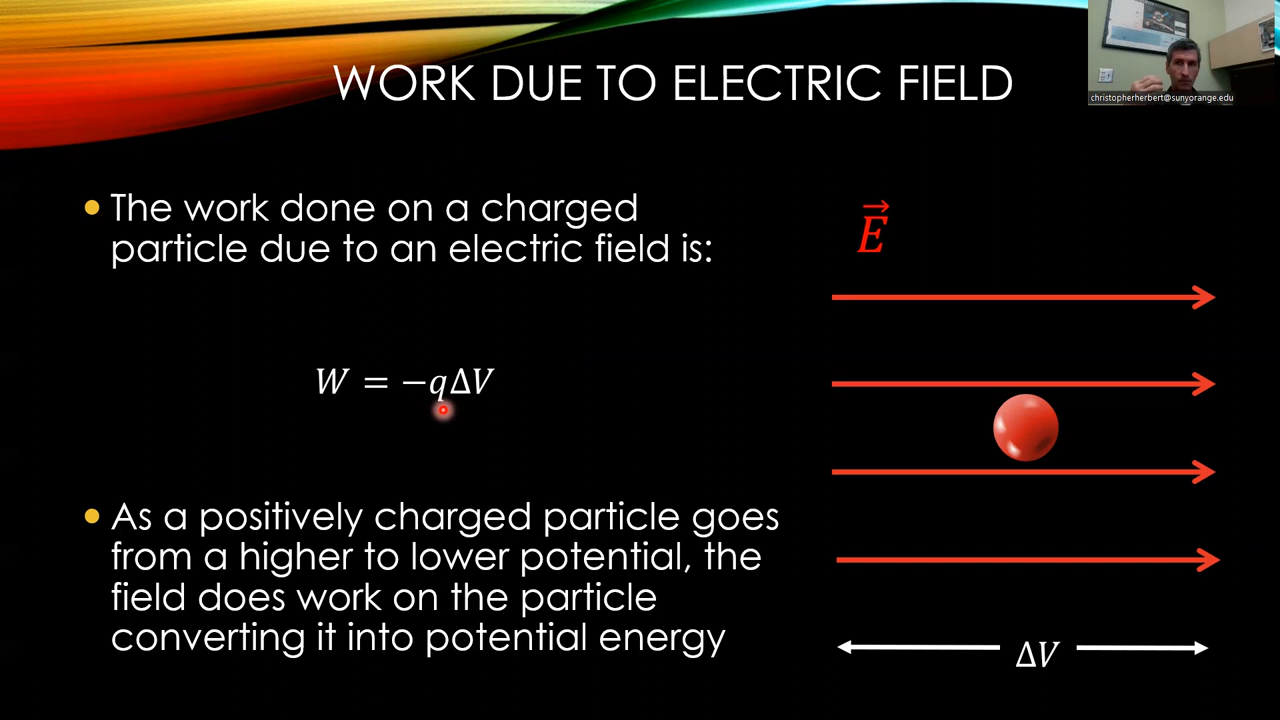 WORK DUE TO ELECTRIC FIELD
christopherherbert@sunyorange.edu
• The work done on a charged
particle due to an electric field is:
W = −qΔV
• As a positively charged particle goes
from a higher to lower potential, the
field does work on the particle
converting it into potential energy
E⃗
ΔV